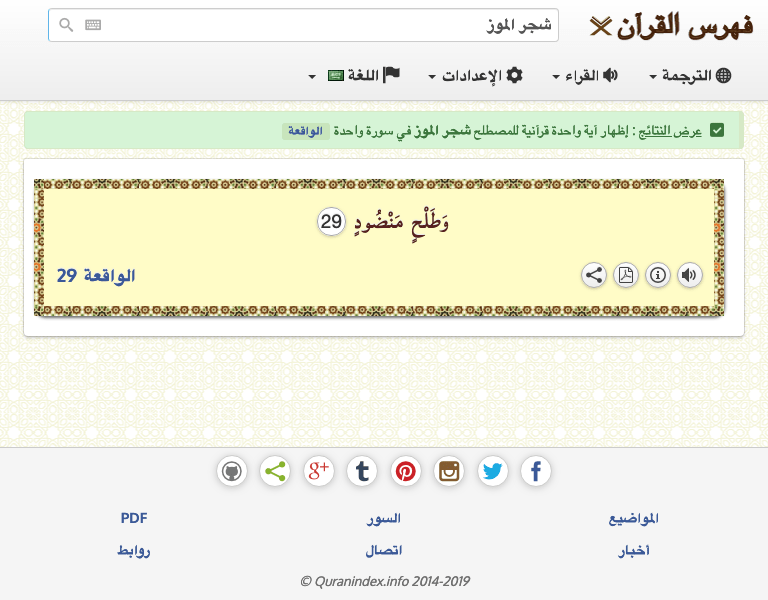 فهرس القرآن
شجر الموز
الترجمة
القراء
الإعدادات
اللغة
عرض النتائج : إظهار آية واحدة قرآنية للمصطلح شجر الموز في سورة واحدة الواقعة
وَطَلْحٍ مَنْضُودٍ 29
الواقعة 29
المواضيع
السور
PDF
أخبار
اتصال
روابط
© Quranindex.info 2014-2019